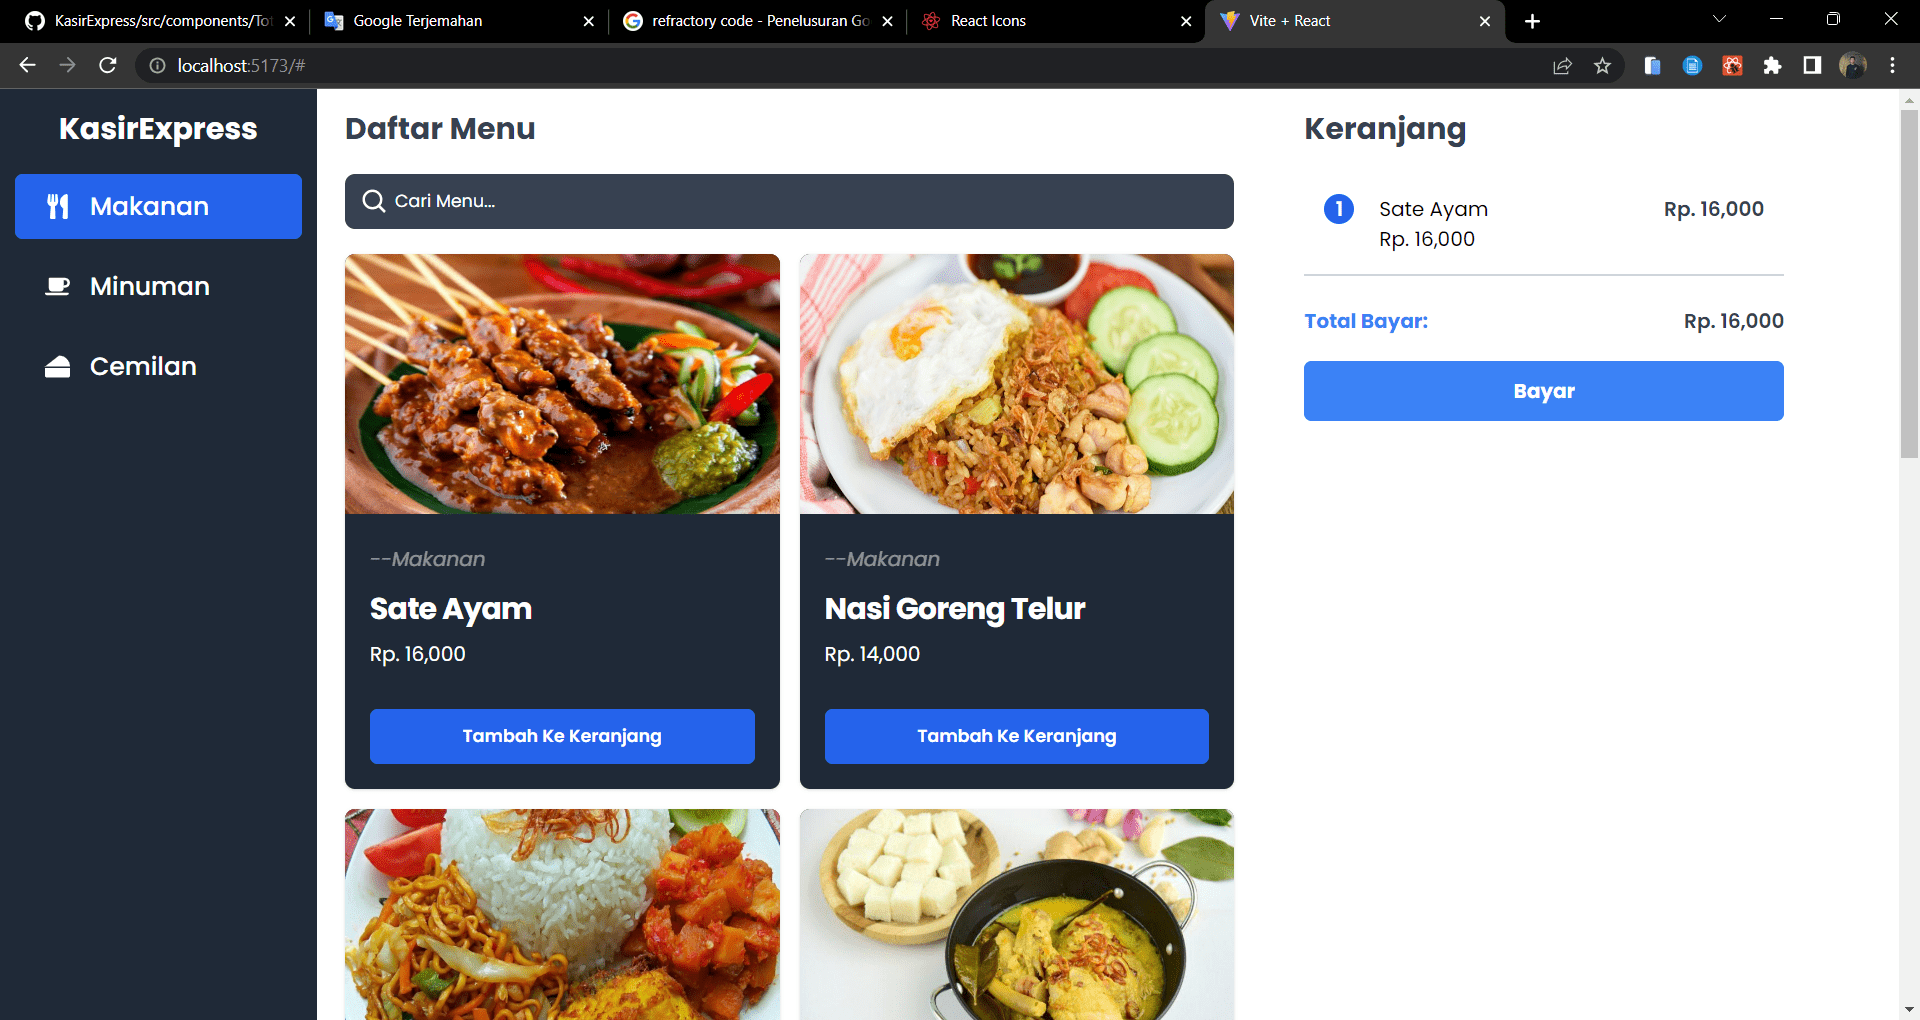 KasirExpress/src/components/Tot
Google Terjemahan
refractory code - Penelusuran Go
React Icons
Vite + React
localhost:5173/#
KasirExpress
Makanan
Minuman
Cemilan
Daftar Menu
Cari Menu...
--Makanan
Sate Ayam
Rp. 16,000
Tambah Ke Keranjang
--Makanan
Nasi Goreng Telur
Rp. 14,000
Tambah Ke Keranjang
Keranjang
1 Sate Ayam Rp. 16,000
Rp. 16,000
Total Bayar: Rp. 16,000
Bayar